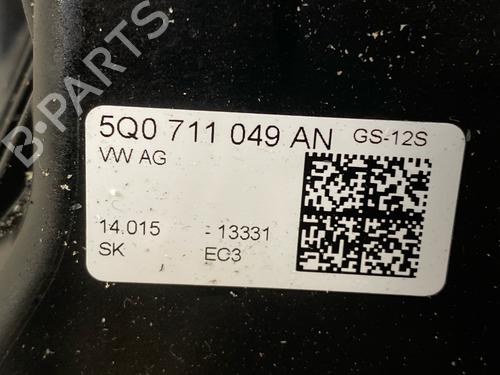 5Q0 711 049 AN GS-12S
VW AG
14.015 - 13331
SK EC3
B-PARTS